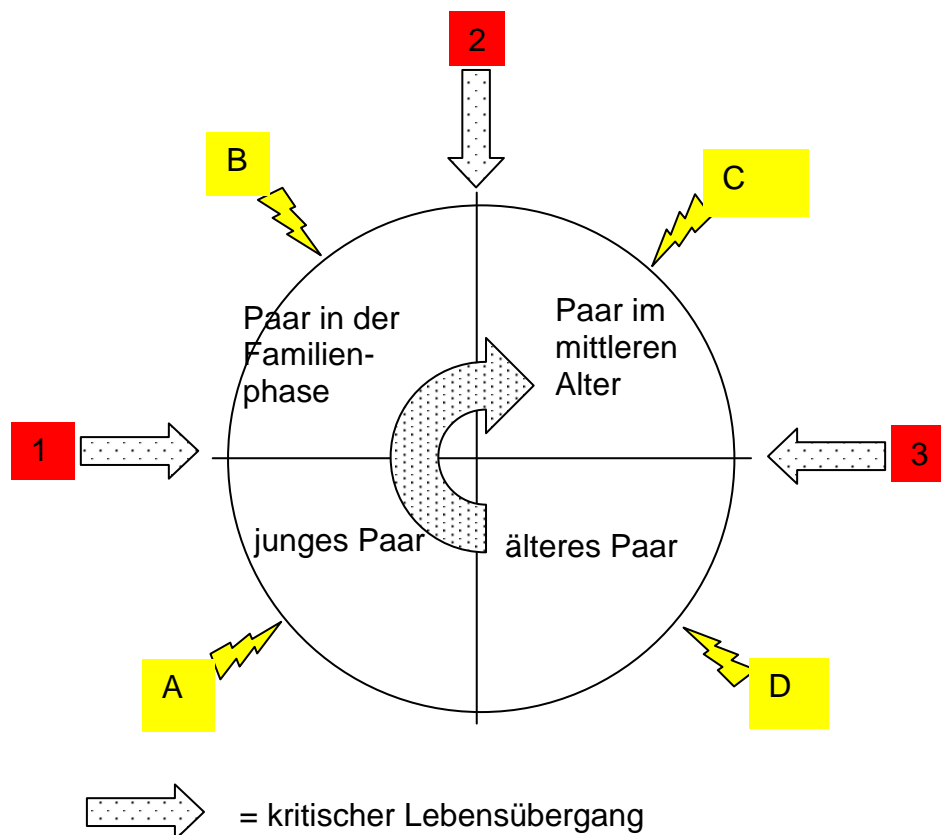 2
B
C
Paar in der
Familien-
phase
Paar im
mittleren
Alter
1
3
junges Paar
älteres Paar
A
D
= kritischer Lebensübergang